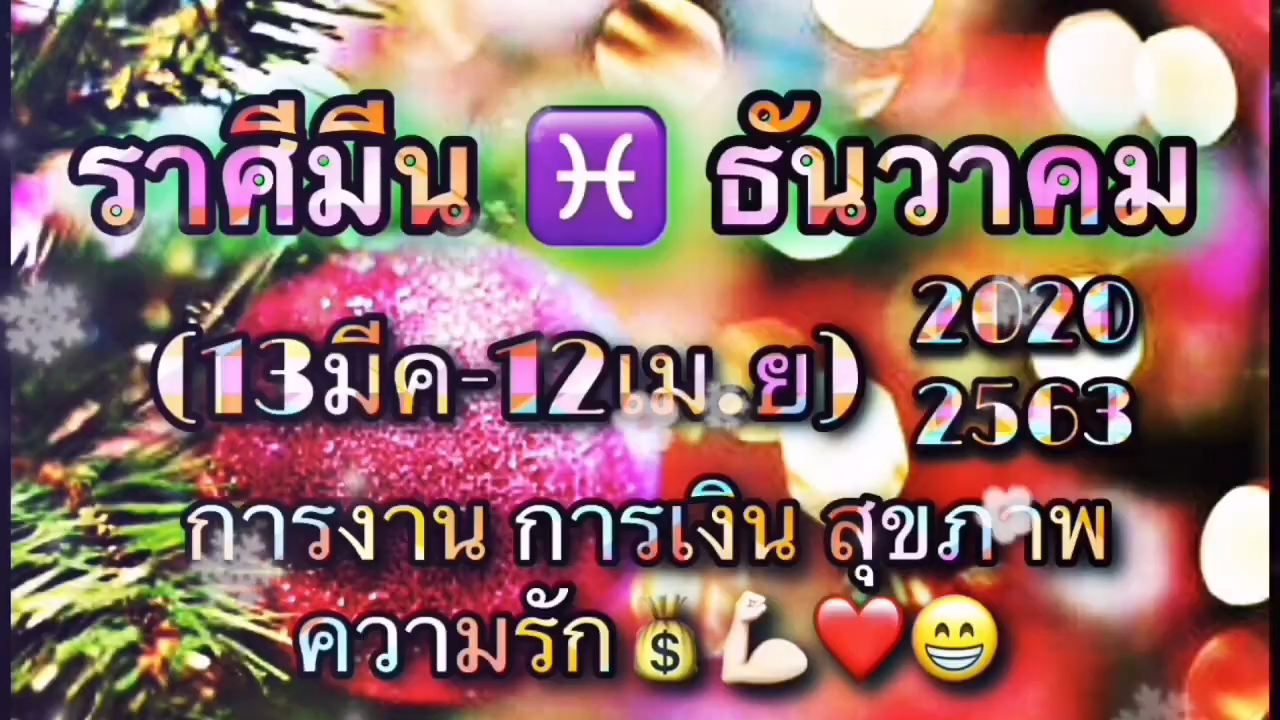 ราศีมีน ♓ ธันวาคม
(13มีค-12เม.ย) 2020
2563
การงาน การเงิน สุขภาพ
ความรัก💰💪❤️😁